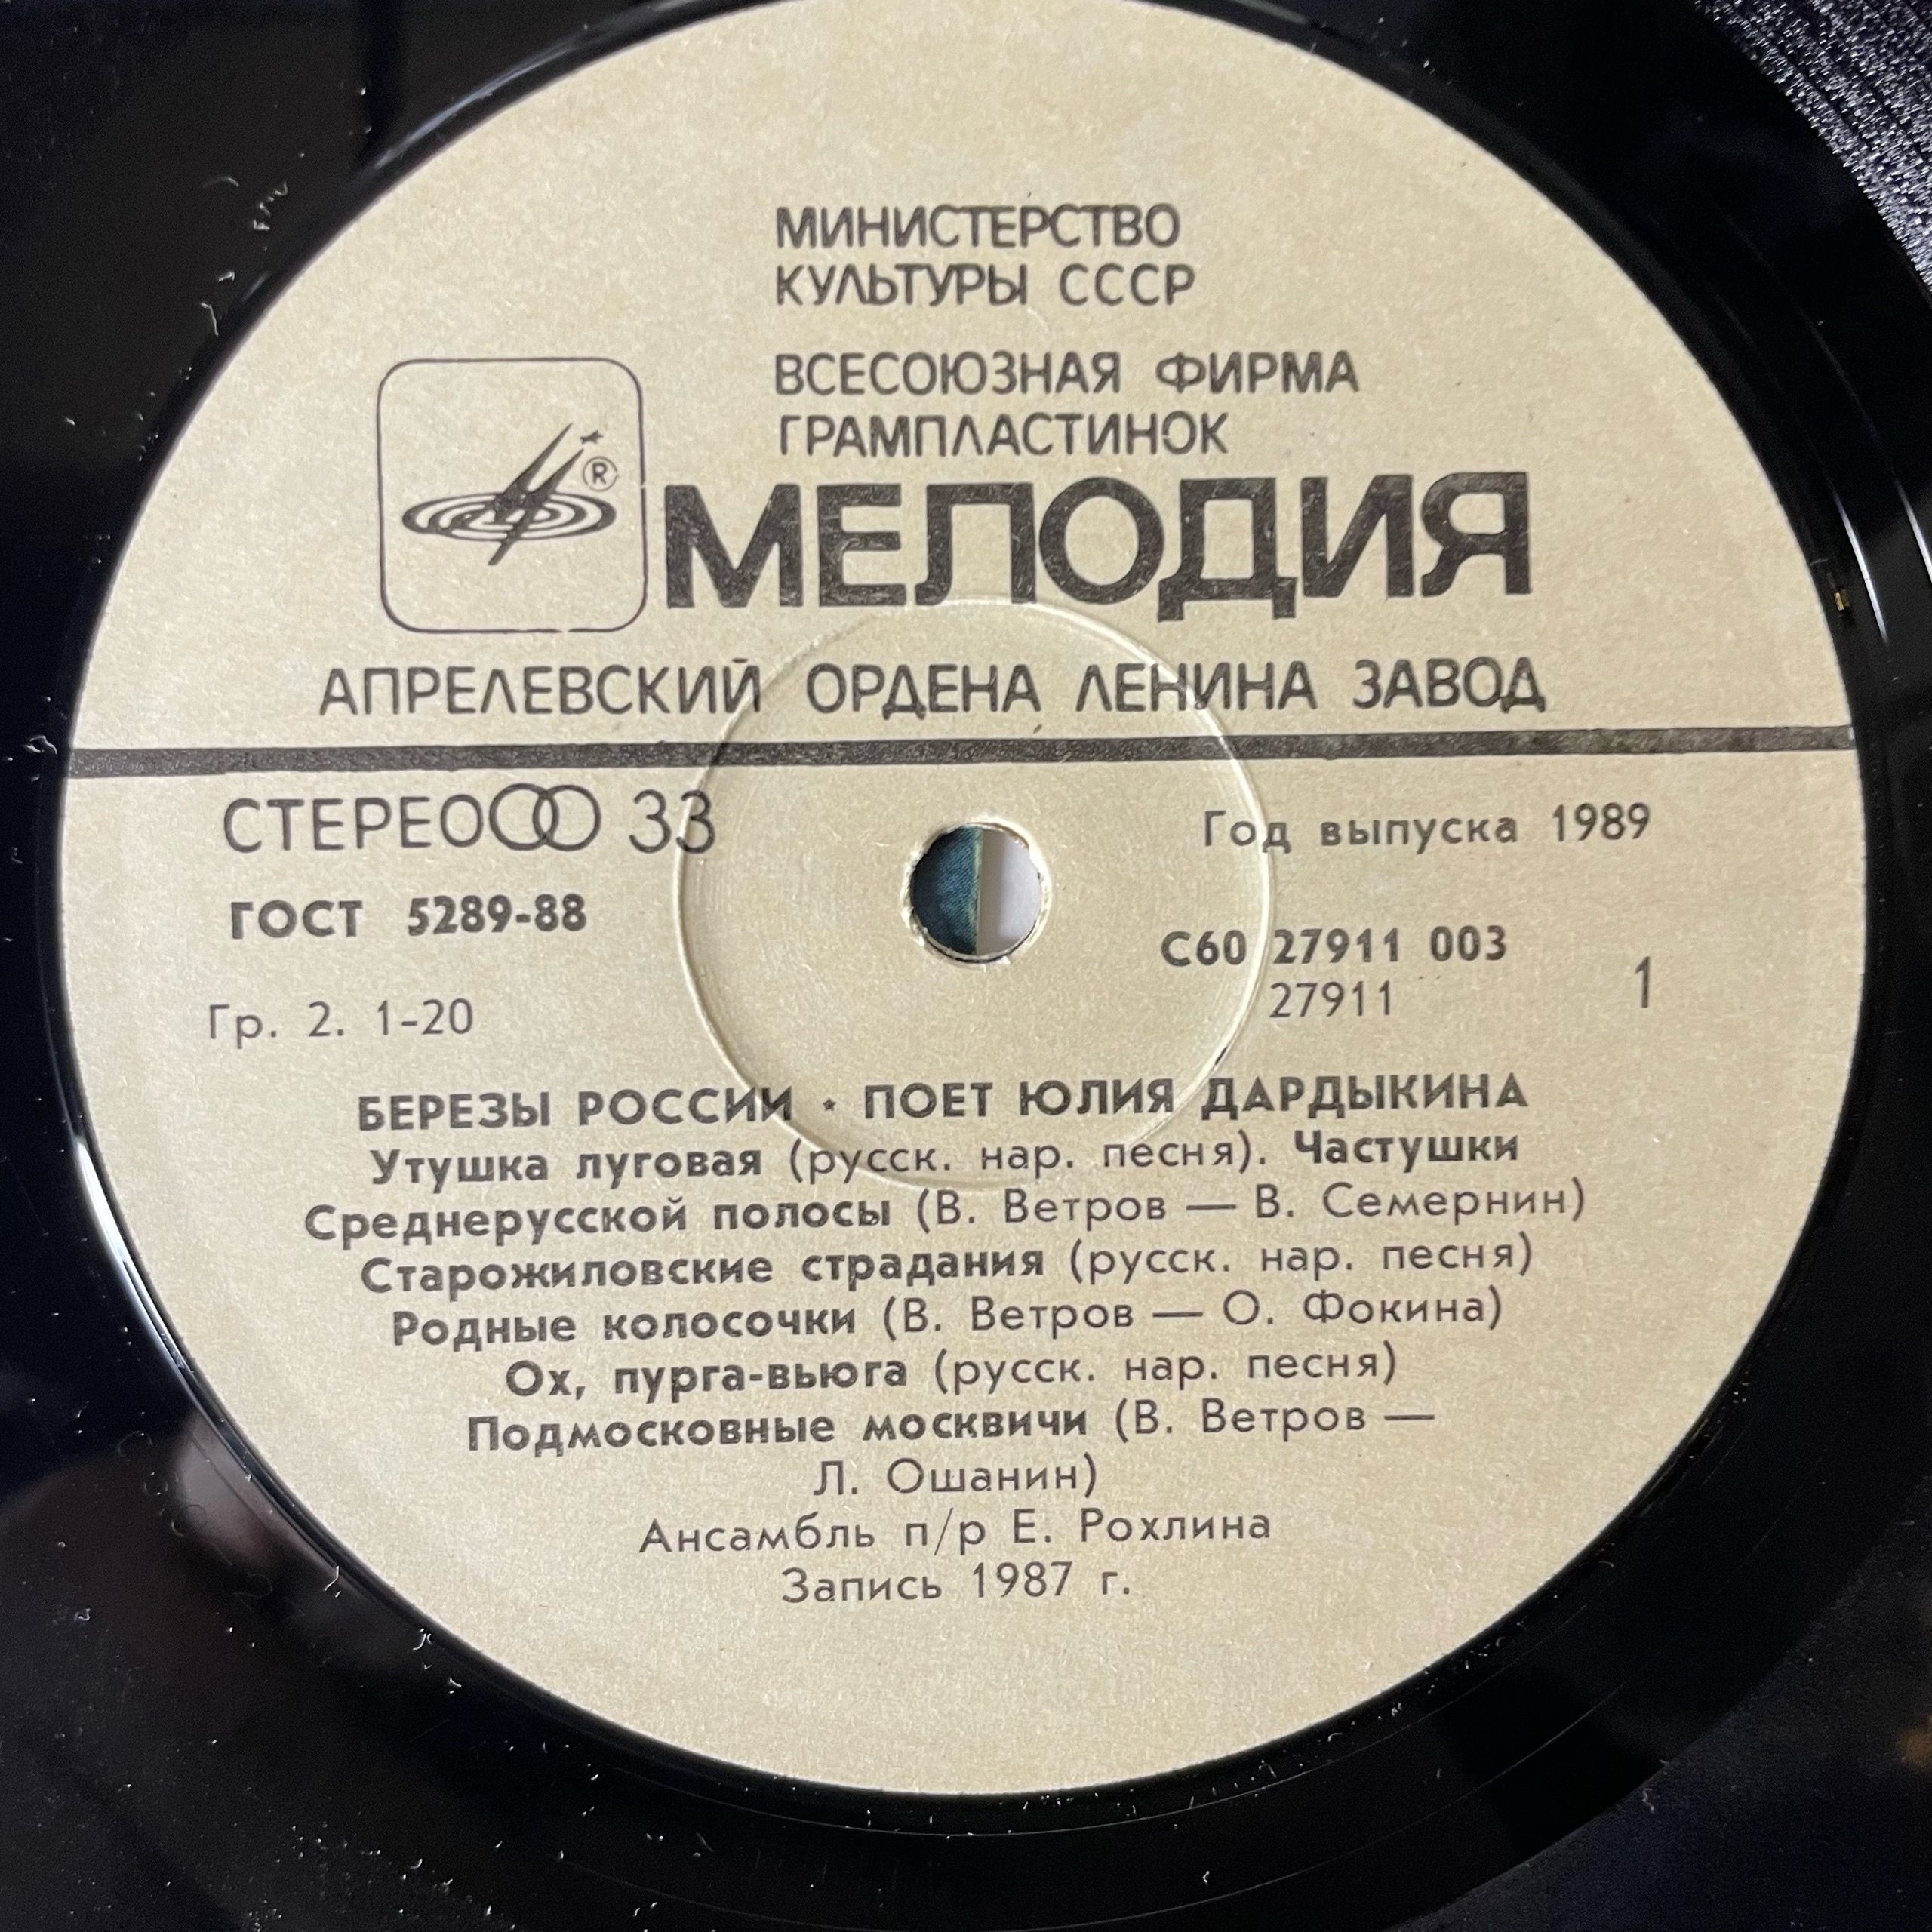 МИНИСТЕРСТВО
КУЛЬТУРЫ СССР
ВСЕСОЮЗНАЯ ФИРМА
ГРАМПЛАСТИНОК
®
МЕЛОДИЯ
АПРЕЛЕВСКИЙ ОРДЕНА ЛЕНИНА ЗАВОД
СТЕРЕО 33
Год выпуска 1989
ГОСТ 5289-88
С60 27911 003
Гр. 2. 1-20
27911
1
БЕРЕЗЫ РОССИИ • ПОЕТ ЮЛИЯ ДАРДЫКИНА
Утушка луговая (русск. нар. песня). Частушки
Среднерусской полосы (В. Ветров — В. Семернин)
Старожиловские страдания (русск. нар. песня)
Родные колосочки (В. Ветров — О. Фокина)
Ох, пурга-вьюга (русск. нар. песня)
Подмосковные москвичи (В. Ветров —
Л. Ошанин)
Ансамбль п/р Е. Рохлина
Запись 1987 г.